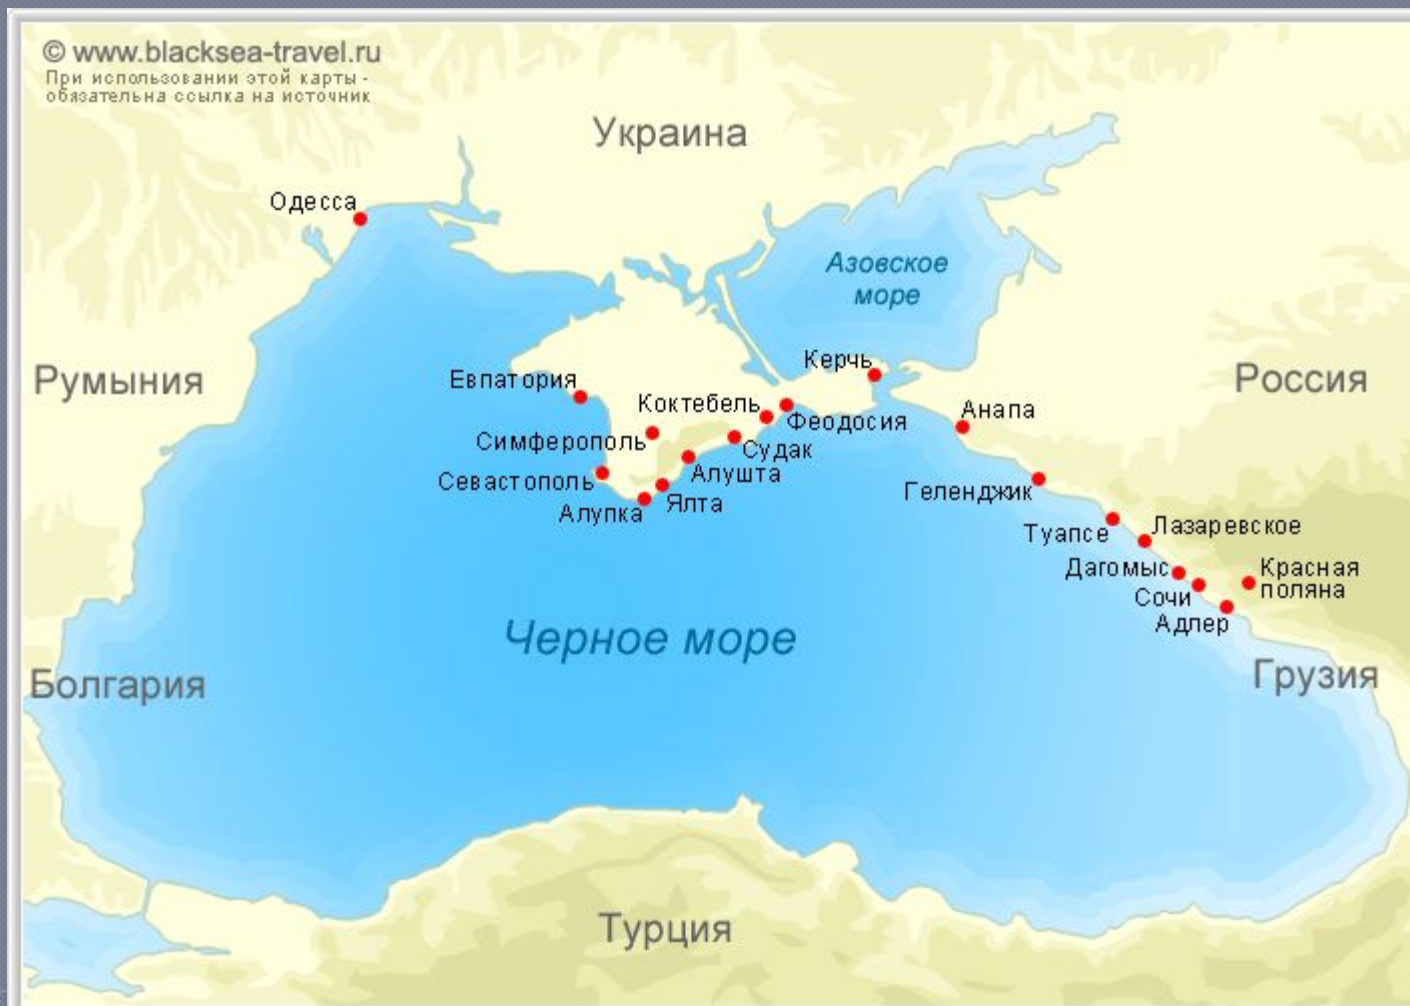 © www.blacksea-travel.ru
При использовании этой карты -
обязательна ссылка на источник
Украина
Одесса
Азовское
море
Румыния
Россия
Керчь
Евпатория
Коктебель
Феодосия
Анапа
Симферополь
Судак
Севастополь
Алушта
Геленджик
Алупка
Ялта
Туапсе
Лазаревское
Дагомыс
Красная
поляна
Сочи
Адлер
Черное море
Грузия
Болгария
Турция